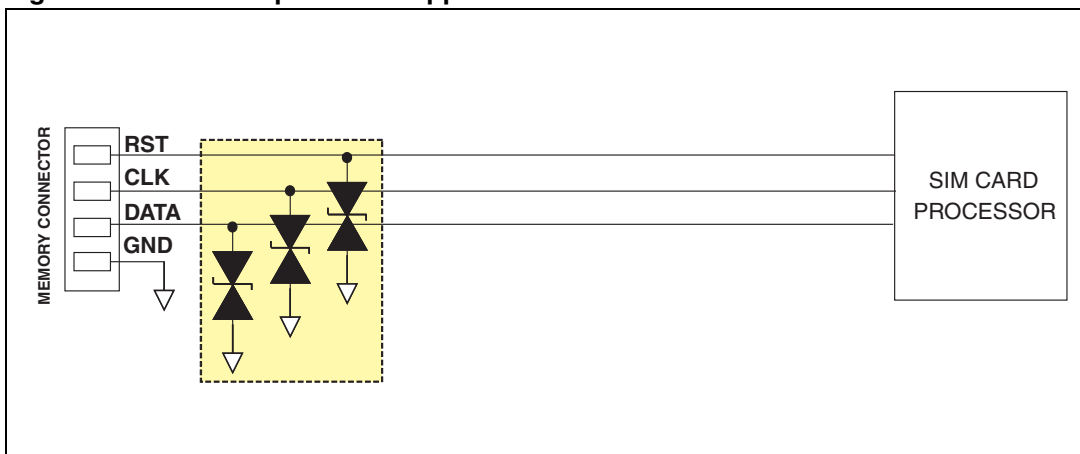 MEMORY CONNECTOR
RST
CLK
DATA
GND
SIM CARD
PROCESSOR